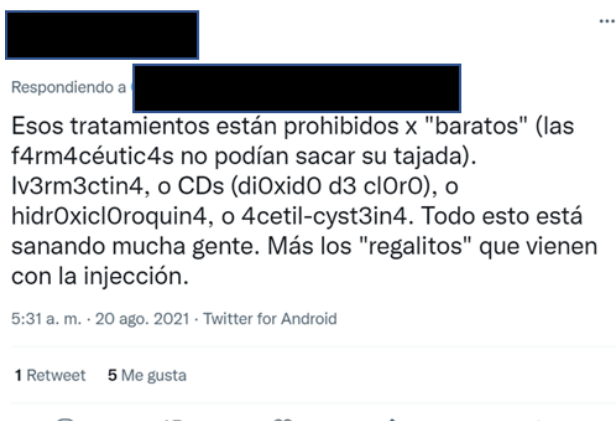 Respondiendo a
Esos tratamientos están prohibidos x "baratos" (las
f4rm4céutic4s no podían sacar su tajada).
Iv3rm3ctin4, o CDs (di0xid0 d3 cl0r0), o
hidr0xicl0roquin4, o 4cetil-cyst3in4. Todo esto está
sanando mucha gente. Más los "regalitos" que vienen
con la injección.
5:31 a. m. · 20 ago. 2021 · Twitter for Android
1 Retweet 5 Me gusta